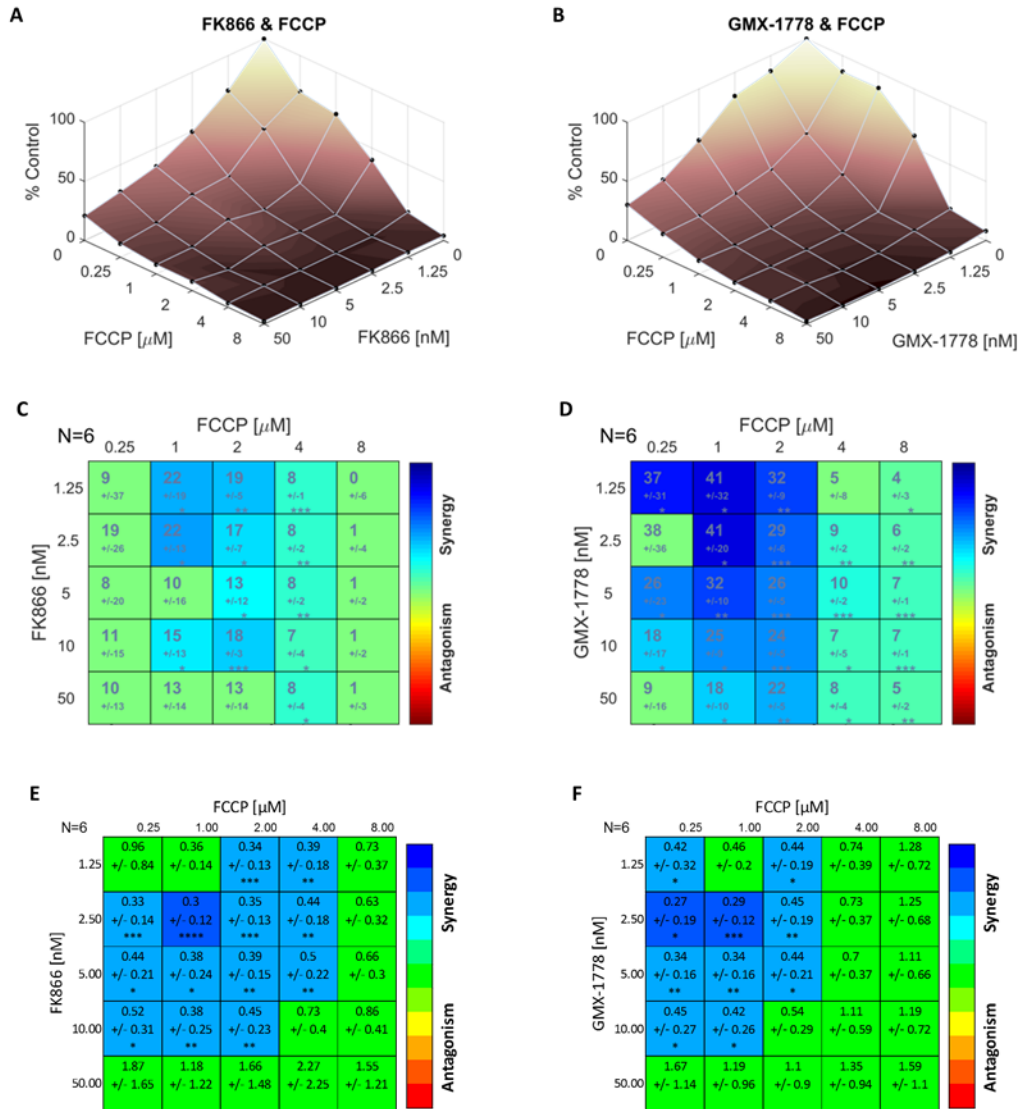 A
FK866 & FCCP
% Control
100
50
0
0
0.25
1
2
4
8
FCCP [μM]
50
10
5
2.5
1.25
0
FK866 [nM]
B
GMX-1778 & FCCP
% Control
100
50
0
0
0.25
1
2
4
8
FCCP [μM]
50
10
5
2.5
1.25
0
GMX-1778 [nM]
C
FCCP [μM]
N=6
0.25 1 2 4 8
FK866 [nM]
1.25
9 22 19 8 0
+/-37 +/-19 +/-5 +/-1 +/-6
* ** ***
2.5
19 22 17 8 1
+/-26 +/-7 +/-2 +/-4
* * **
5
8 10 13 8 1
+/-20 +/-16 +/-12 +/-2 +/-2
* **
10
11 15 18 7 1
+/-15 +/-13 +/-3 +/-4 +/-2
* *** *
50
10 13 13 8 1
+/-13 +/-14 +/-14 +/-4 +/-3
*
Synergy
Antagonism
D
FCCP [μM]
N=6
0.25 1 2 4 8
GMX-1778 [nM]
1.25
37 41 32 5 4
+/-31 +/-32 +/-9 +/-8 +/-3
* * ** *
2.5
38 41 29 9 6
+/-36 +/-20 +/-6 +/-2 +/-2
* *** ** **
5
26 32 26 10 7
+/-10 +/-5 +/-2 +/-1
* ** *** *** ***
10
18 25 24 7 7
+/-17 +/-5 +/-1
* * *** * ***
50
9 18 22 8 5
+/-16 +/-10 +/-5 +/-4 +/-2
* ** * **
Synergy
Antagonism
E
FCCP [μM]
N=6
0.25 1.00 2.00 4.00 8.00
FK866 [nM]
1.25
0.96 0.36 0.34 0.39 0.73
+/- 0.84 +/- 0.14 +/- 0.13 +/- 0.18 +/- 0.37
*** **
2.50
0.33 0.3 0.35 0.44 0.63
+/- 0.14 +/- 0.12 +/- 0.13 +/- 0.18 +/- 0.32
*** **** *** **
5.00
0.44 0.38 0.39 0.5 0.66
+/- 0.21 +/- 0.24 +/- 0.15 +/- 0.22 +/- 0.3
* * ** **
10.00
0.52 0.38 0.45 0.73 0.86
+/- 0.31 +/- 0.25 +/- 0.23 +/- 0.4 +/- 0.41
* ** **
50.00
1.87 1.18 1.66 2.27 1.55
+/- 1.65 +/- 1.22 +/- 1.48 +/- 2.25 +/- 1.21
Synergy
Antagonism
F
FCCP [μM]
N=6
0.25 1.00 2.00 4.00 8.00
GMX-1778 [nM]
1.25
0.42 0.46 0.44 0.74 1.28
+/- 0.32 +/- 0.2 +/- 0.19 +/- 0.39 +/- 0.72
* *
2.50
0.27 0.29 0.45 0.73 1.25
+/- 0.19 +/- 0.12 +/- 0.19 +/- 0.37 +/- 0.68
* *** **
5.00
0.34 0.34 0.44 0.7 1.11
+/- 0.16 +/- 0.16 +/- 0.21 +/- 0.37 +/- 0.66
** ** *
10.00
0.45 0.42 0.54 1.11 1.19
+/- 0.27 +/- 0.26 +/- 0.29 +/- 0.59 +/- 0.72
* *
50.00
1.67 1.19 1.1 1.35 1.59
+/- 1.14 +/- 0.96 +/- 0.9 +/- 0.94 +/- 1.1
Synergy
Antagonism